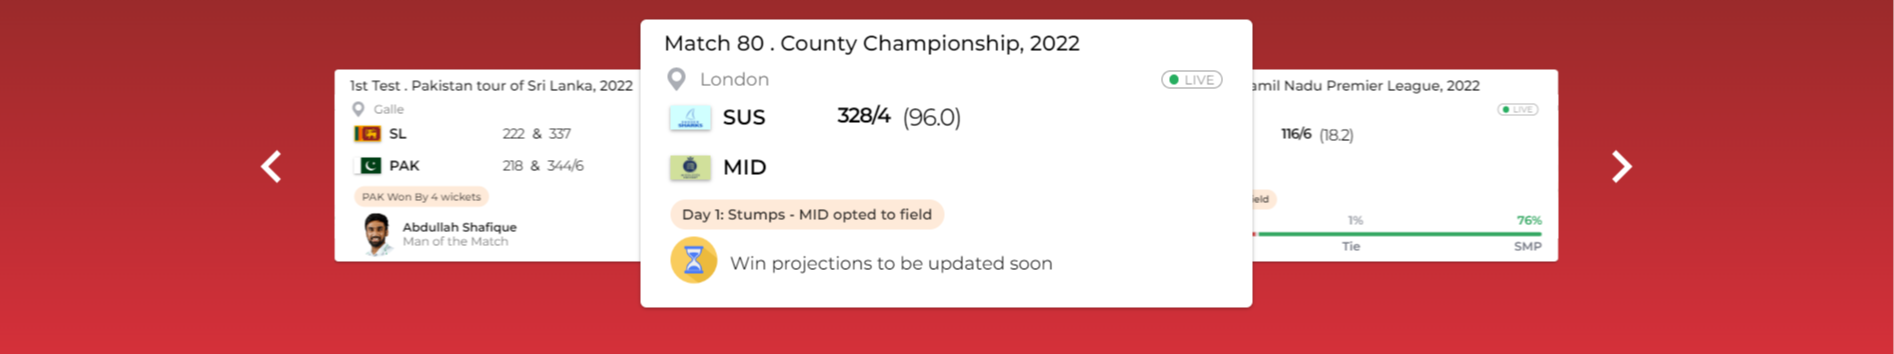 1st Test . Pakistan tour of Sri Lanka, 2022
Galle
SL 222 & 337
PAK 218 & 344/6
PAK Won By 4 wickets
Abdullah Shafique
Man of the Match
Match 80 . County Championship, 2022
London LIVE
SUS 328/4 (96.0)
MID
Day 1: Stumps - MID opted to field
Win projections to be updated soon
Nadu Premier League, 2022
LIVE
116/6 (18.2)
1% 76%
Tie SMP